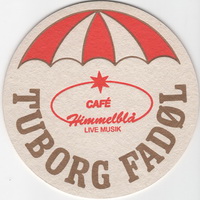 CAFÉ
Himmelblå
LIVE MUSIK
TUBORG FADØL